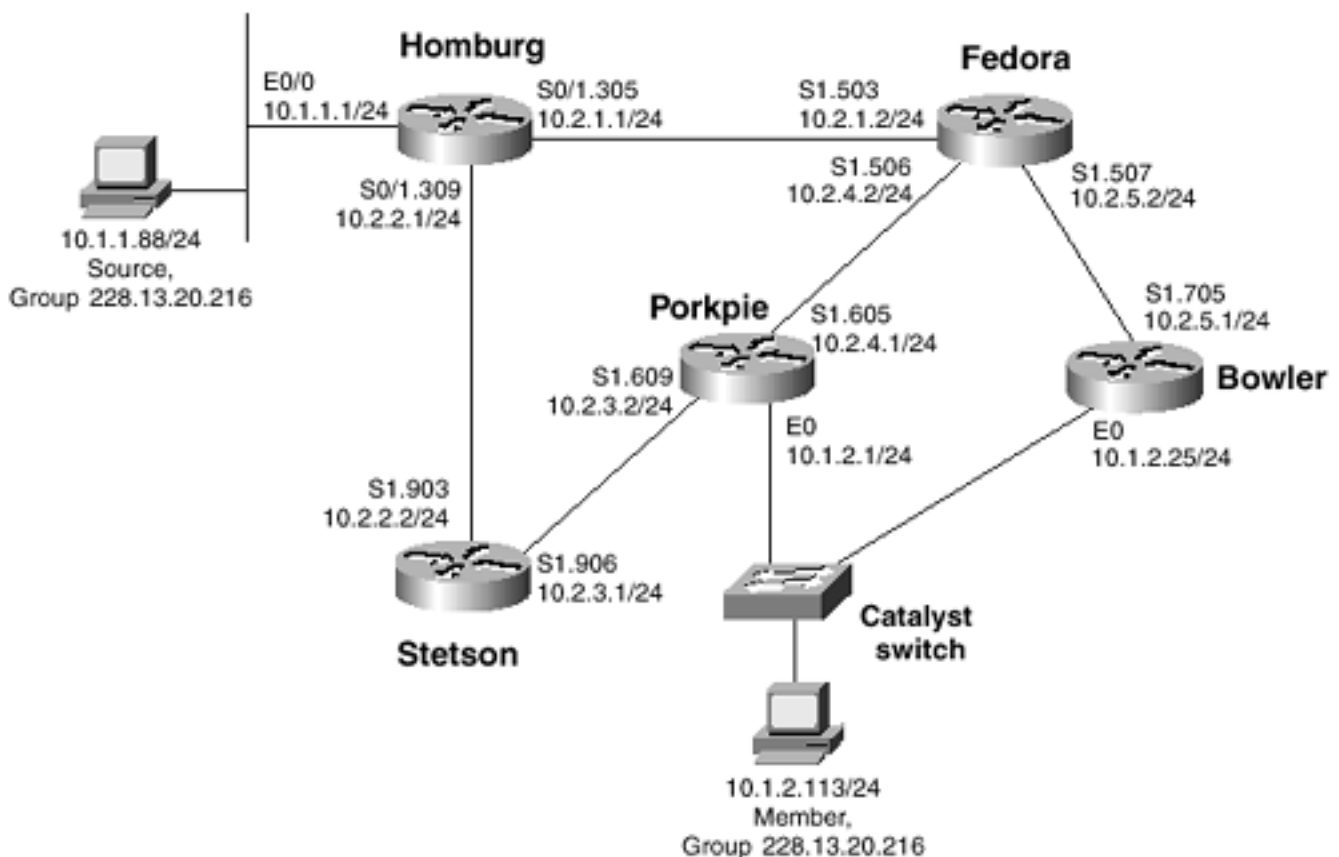 Homburg
Fedora
E0/0
10.1.1.1/24
S0/1.305
10.2.1.1/24
S1.503
10.2.1.2/24
S0/1.309
10.2.2.1/24
S1.506
10.2.4.2/24
S1.507
10.2.5.2/24
10.1.1.88/24
Source,
Group 228.13.20.216
Porkpie
S1.605
10.2.4.1/24
S1.705
10.2.5.1/24
Bowler
S1.609
10.2.3.2/24
E0
10.1.2.1/24
E0
10.1.2.25/24
S1.903
10.2.2.2/24
S1.906
10.2.3.1/24
Stetson
Catalyst
switch
10.1.2.113/24
Member,
Group 228.13.20.216